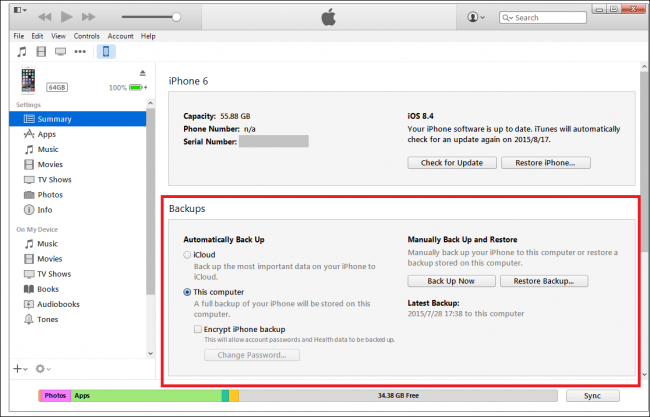 Search
File Edit View Controls Account Help
64GB 100%
Settings
Summary
Apps
Music
Movies
TV Shows
Photos
Info
On My Device
Music
Movies
TV Shows
Books
Audiobooks
Tones
iPhone 6
Capacity: 55.88 GB
Phone Number: n/a
Serial Number:
iOS 8.4
Your iPhone software is up to date. iTunes will automatically
check for an update again on 2015/8/17.
Check for Update Restore iPhone...
Backups
Automatically Back Up
iCloud
Back up the most important data on your iPhone to
iCloud.
This computer
A full backup of your iPhone will be stored on this
computer.
Encrypt iPhone backup
This will allow account passwords and Health data to be backed up.
Change Password...
Manually Back Up and Restore
Manually back up your iPhone to this computer or restore a
backup stored on this computer.
Back Up Now Restore Backup...
Latest Backup:
2015/7/28 17:38 to this computer
Photos Apps 34.38 GB Free Sync